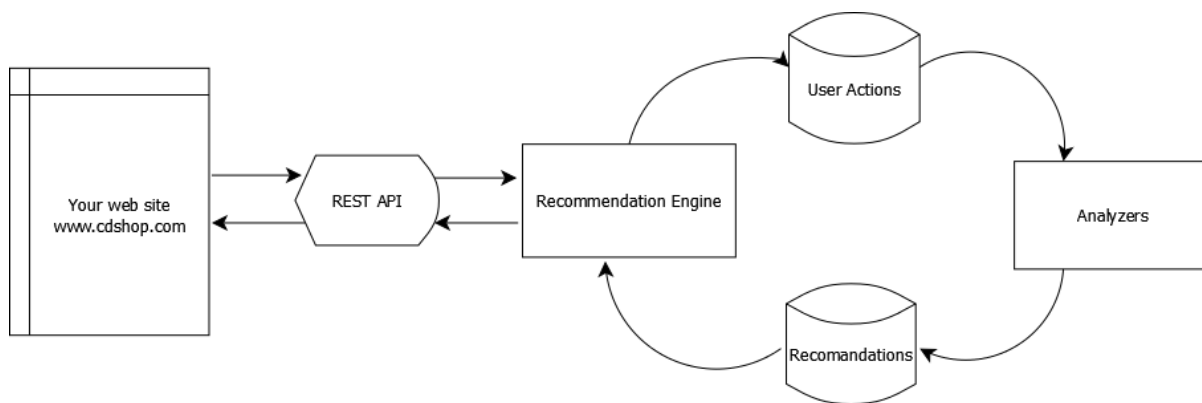 Your web site
www.cdshop.com
REST API
Recommendation Engine
User Actions
Analyzers
Recomandations